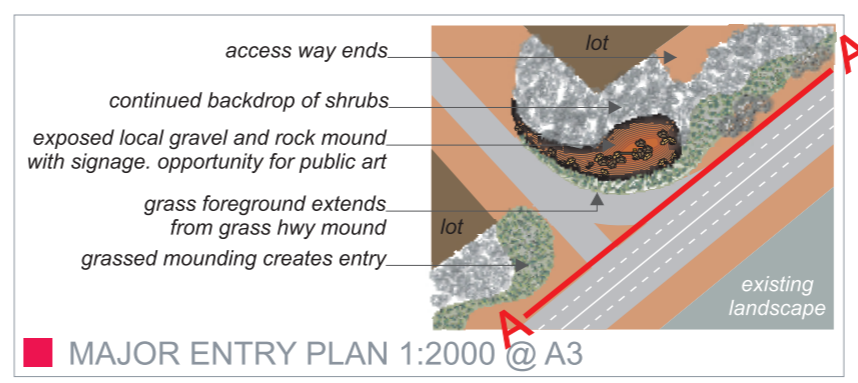 access way ends
continued backdrop of shrubs
exposed local gravel and rock mound
with signage. opportunity for public art
grass foreground extends
from grass hwy mound
grassed mounding creates entry
lot
lot
existing
landscape
A
A
MAJOR ENTRY PLAN 1:2000 @ A3